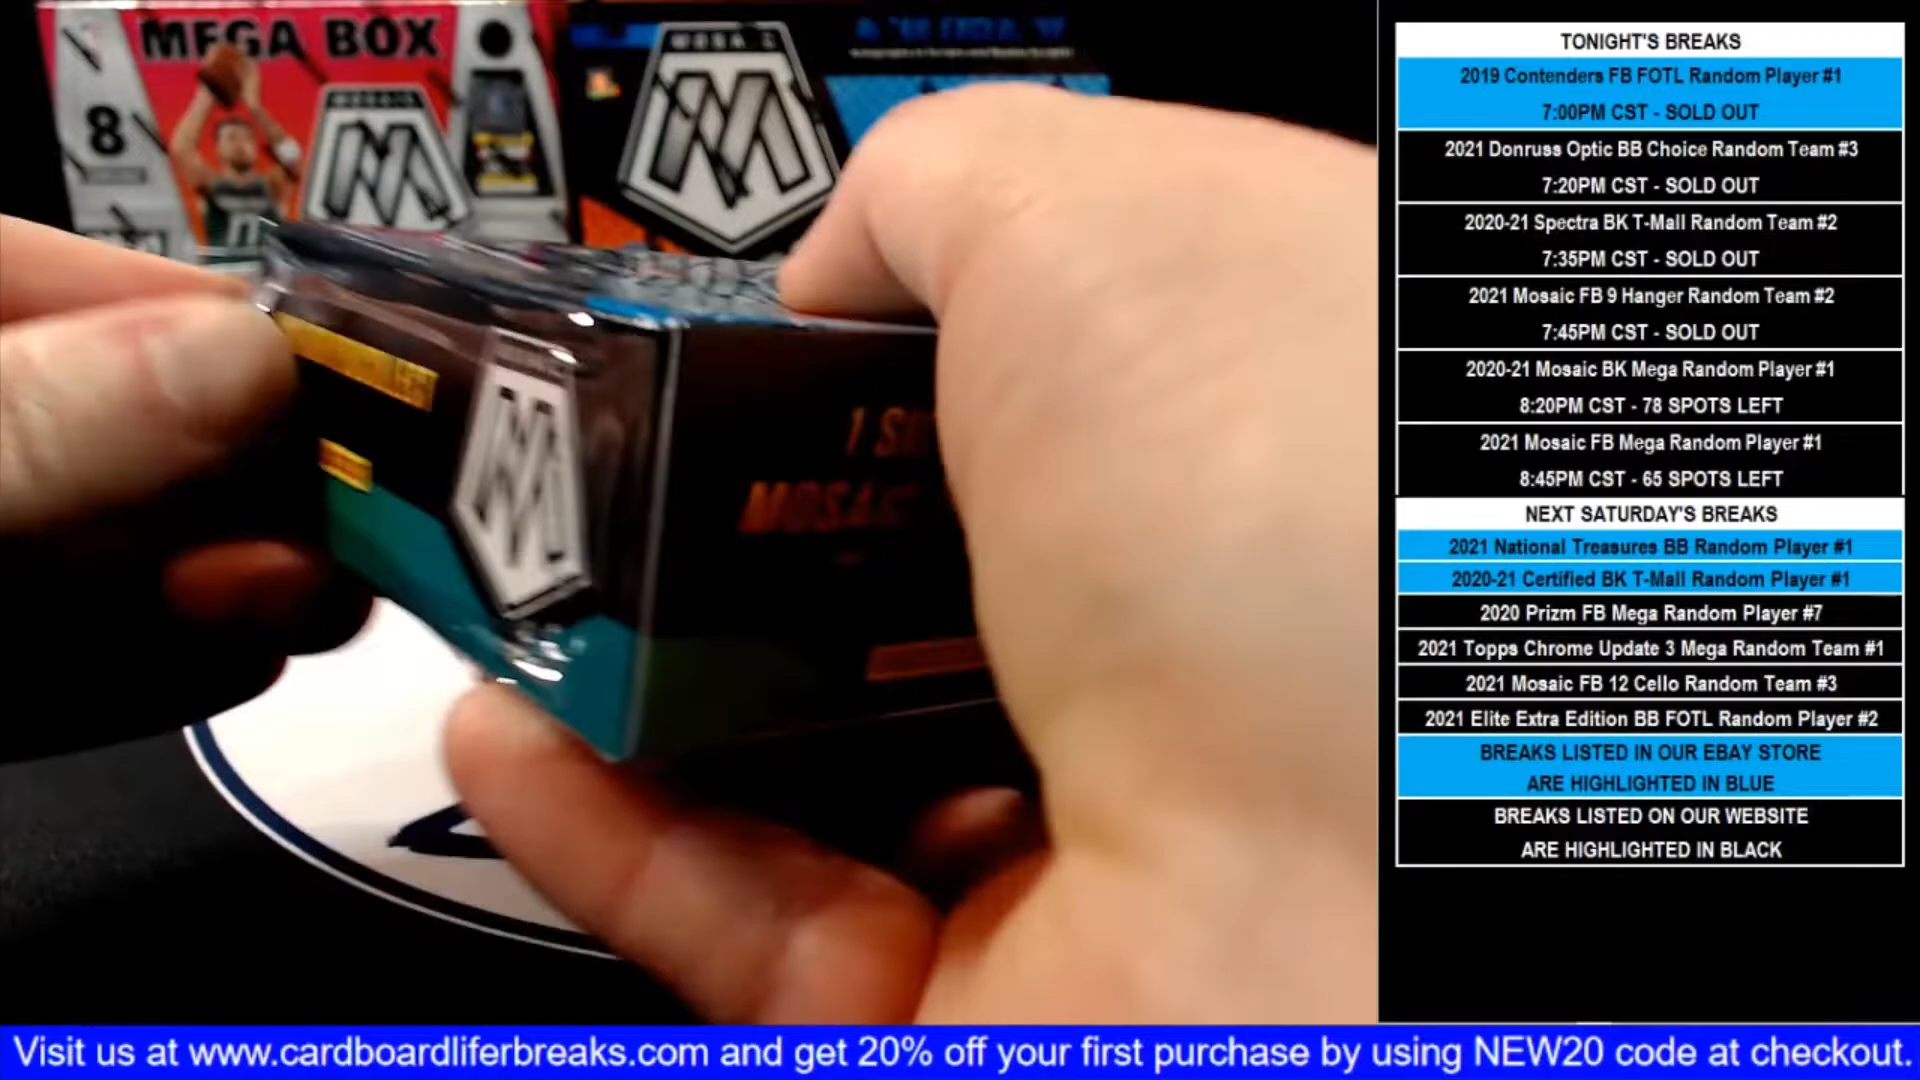 MEGA BOX
8
MOSAIC
1 S
MOSAIC
TONIGHT'S BREAKS
2019 Contenders FB FOTL Random Player #1
7:00PM CST - SOLD OUT
2021 Donruss Optic BB Choice Random Team #3
7:20PM CST - SOLD OUT
2020-21 Spectra BK T-Mall Random Team #2
7:35PM CST - SOLD OUT
2021 Mosaic FB 9 Hanger Random Team #2
7:45PM CST - SOLD OUT
2020-21 Mosaic BK Mega Random Player #1
8:20PM CST - 78 SPOTS LEFT
2021 Mosaic FB Mega Random Player #1
8:45PM CST - 65 SPOTS LEFT
NEXT SATURDAY'S BREAKS
2021 National Treasures BB Random Player #1
2020-21 Certified BK T-Mall Random Player #1
2020 Prizm FB Mega Random Player #7
2021 Topps Chrome Update 3 Mega Random Team #1
2021 Mosaic FB 12 Cello Random Team #3
2021 Elite Extra Edition BB FOTL Random Player #2
BREAKS LISTED IN OUR EBAY STORE
ARE HIGHLIGHTED IN BLUE
BREAKS LISTED ON OUR WEBSITE
ARE HIGHLIGHTED IN BLACK
Visit us at www.cardboardliferbreaks.com and get 20% off your first purchase by using NEW20 code at checkout.